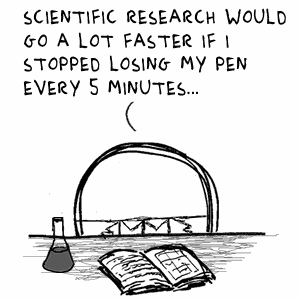 SCIENTIFIC RESEARCH WOULD
GO A LOT FASTER IF I
STOPPED LOSING MY PEN
EVERY 5 MINUTES...